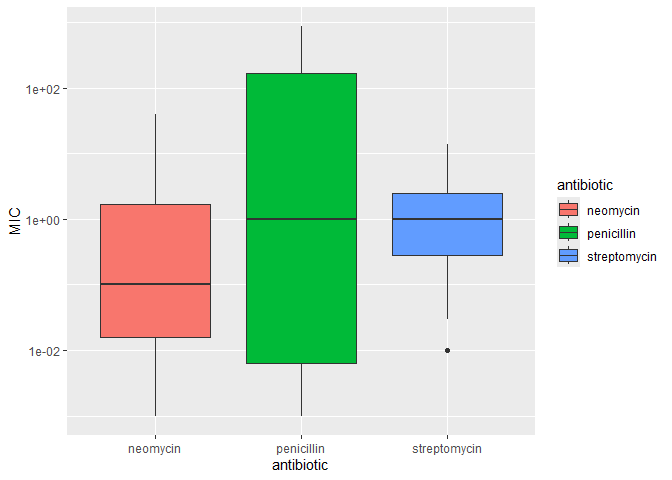 1e+02
1e+00
1e-02
MIC
neomycin
penicillin
streptomycin
antibiotic
antibiotic
neomycin
penicillin
streptomycin